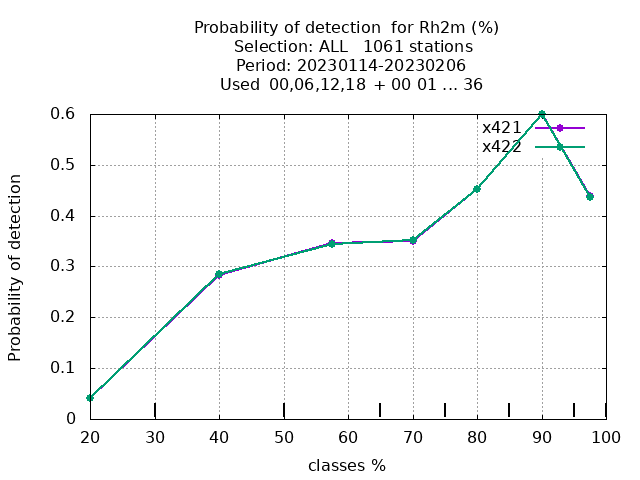 Probability of detection  for Rh2m (%)
Selection: ALL   1061 stations
Period: 20230114-20230206
Used  00,06,12,18  + 00 01 ... 36
0.6
0.5
0.4
0.3
0.2
0.1
0
Probability of detection
x421
x422
20 30 40 50 60 70 80 90 100
classes %